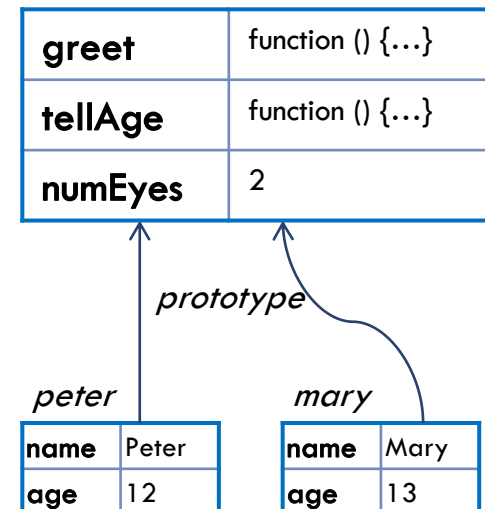 greet function () {…}
tellAge function () {…}
numEyes 2
prototype
peter mary
name Peter name Mary
age 12 age 13